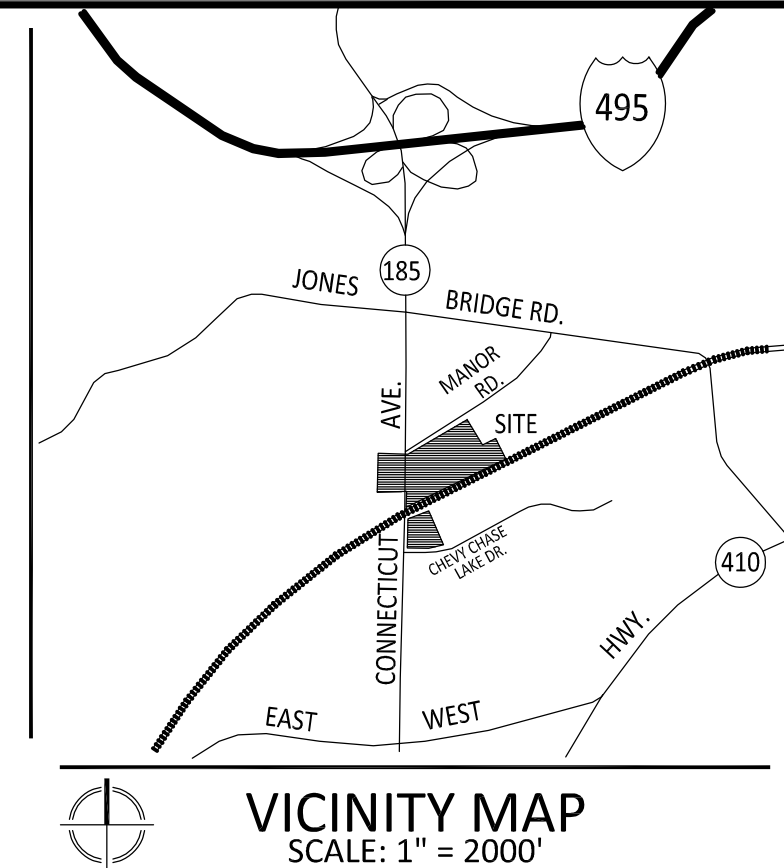 495
185
JONES
BRIDGE RD.
MANOR
RD.
AVE.
SITE
CHEVY CHASE
LAKE DR.
CONNECTICUT
410
HWY.
EAST
WEST
VICINITY MAP
SCALE: 1" = 2000'